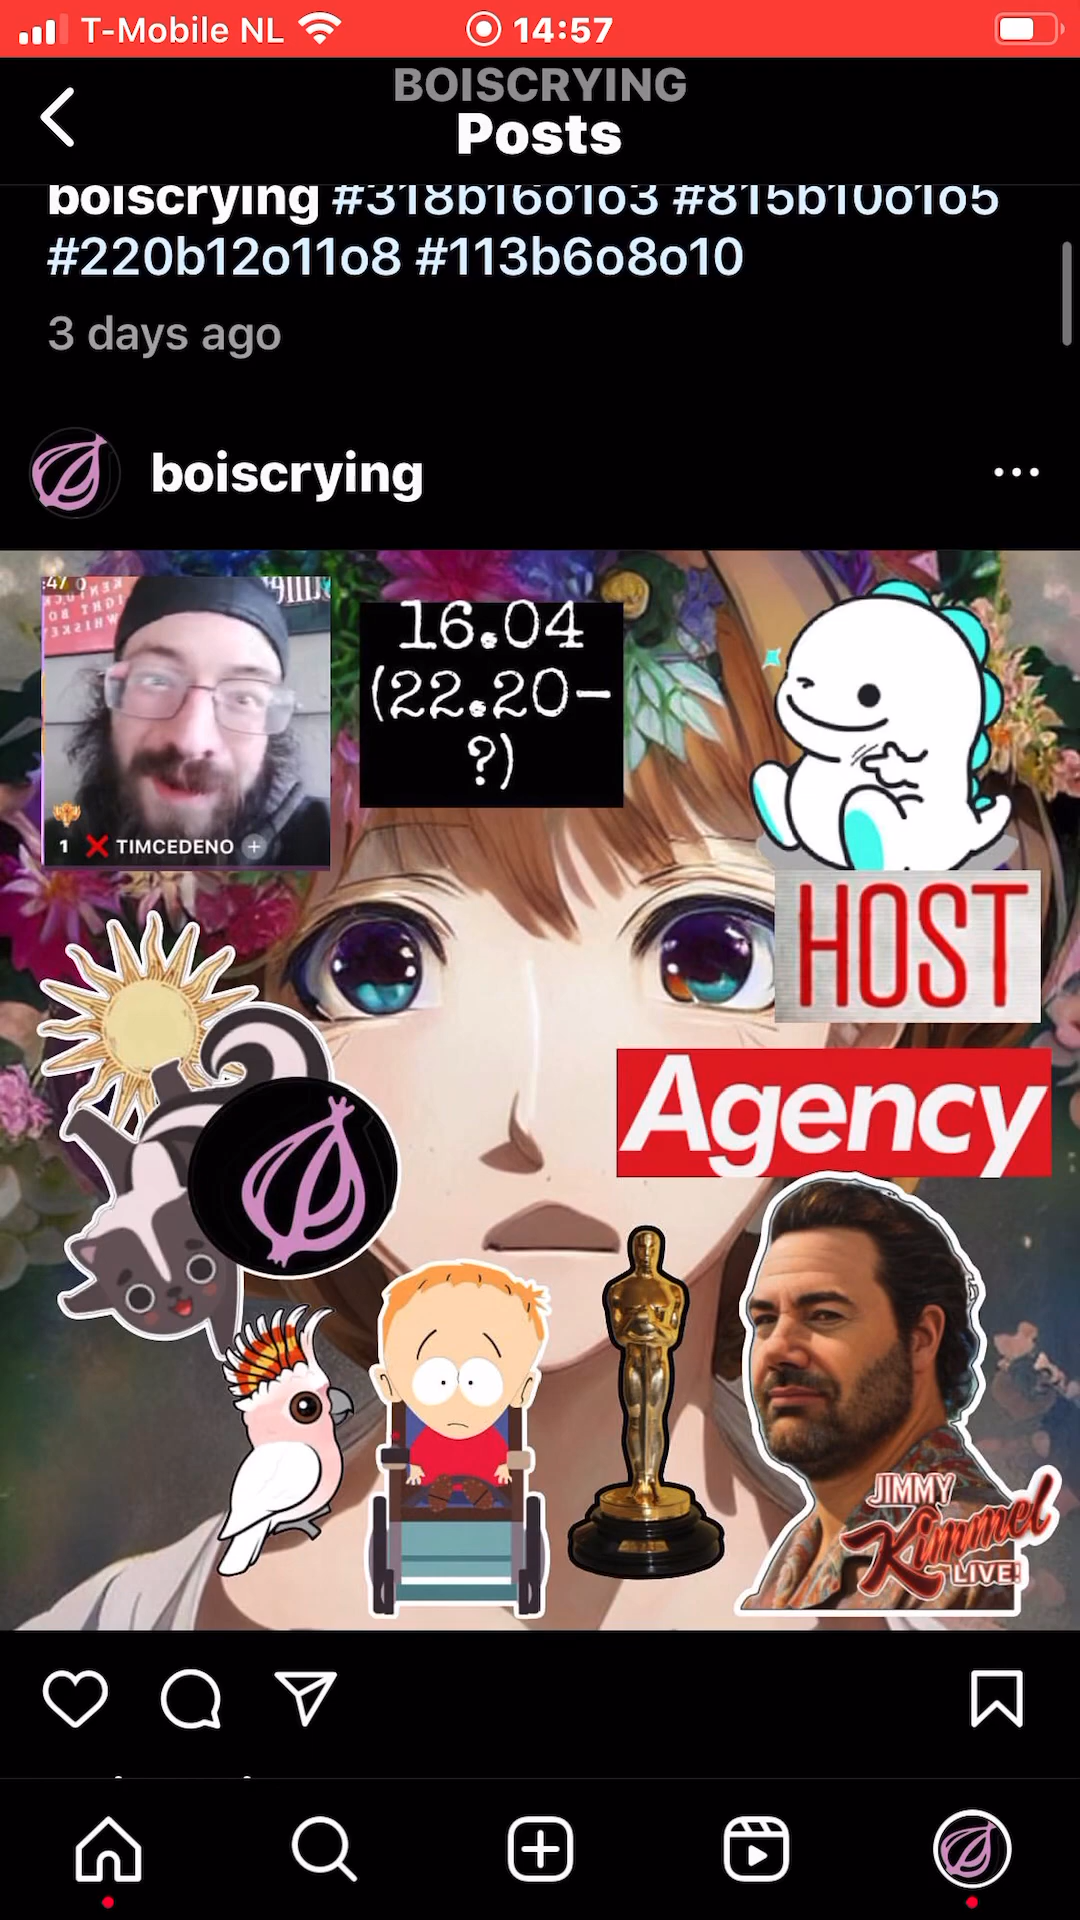 T-Mobile NL 14:57
BOISCRYING
Posts
boiscrying #318b16o1o3 #815b10o1o5
#220b12o11o8 #113b6o8o10
3 days ago
boiscrying
:47
16.04
(22.20-
?)
1 ❌ TIMCEDENO +
HOST
Agency
JIMMY
Kimmel
LIVE!